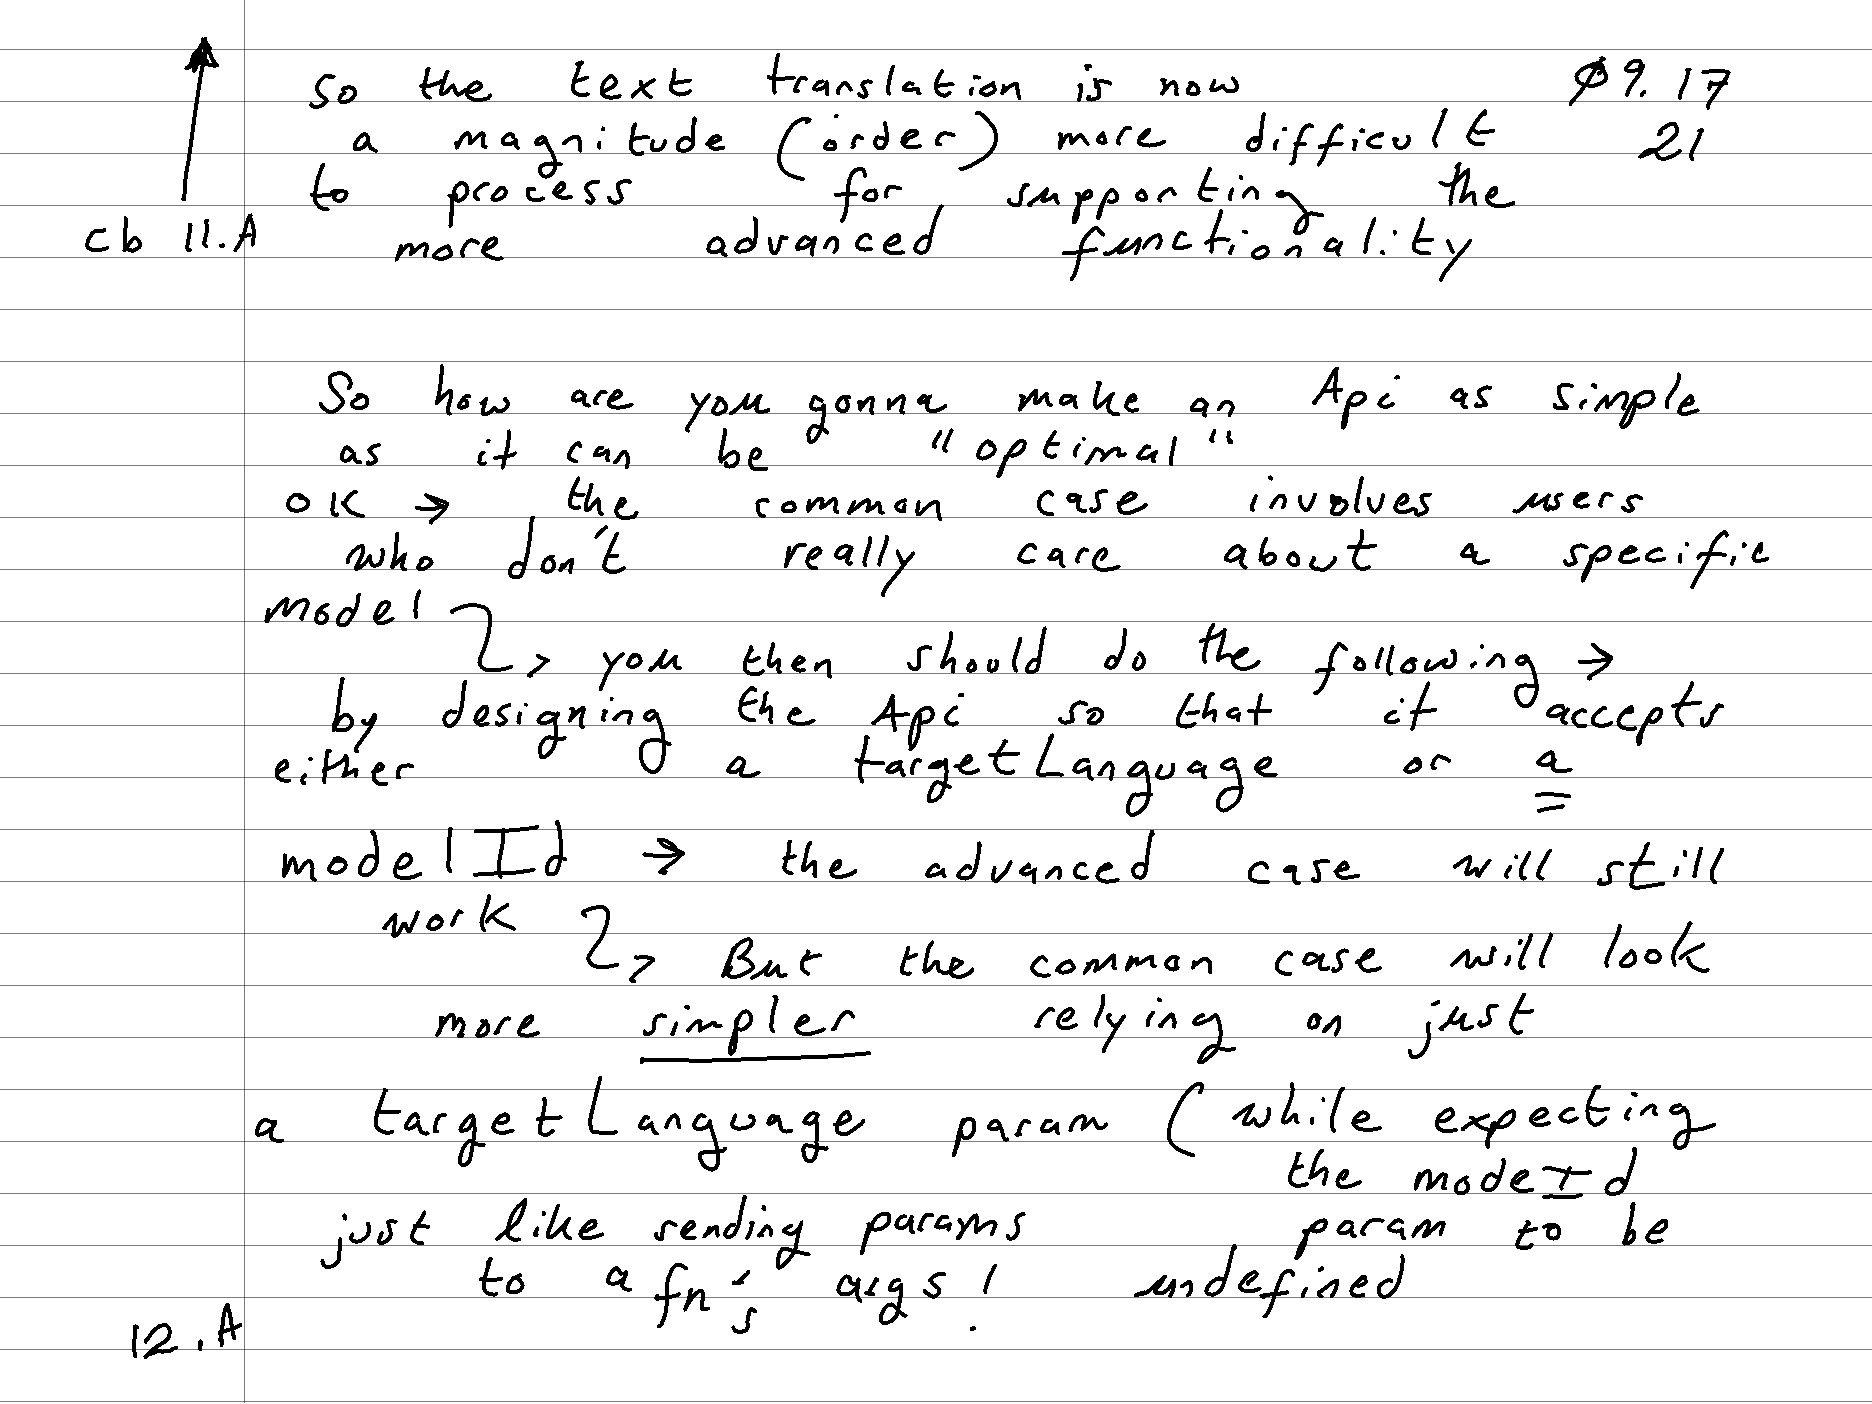 so the text translation is now
ø9.17
a magnitude (order) more difficult
21
to process for supporting the
cb 11.A
more advanced functionality
So how are you gonna make an Api as simple
as it can be "optimal"
OK → the common case involves users
who don't really care about a specific
model
> you then should do the following →
by designing the Api so that it accepts
either a targetLanguage or a
modelId → the advanced case will still
work
> But the common case will look
more simpler relying on just
a targetLanguage param (while expecting
the modeId
just like sending params
param to be
to a fn's args!
undefined
12.A